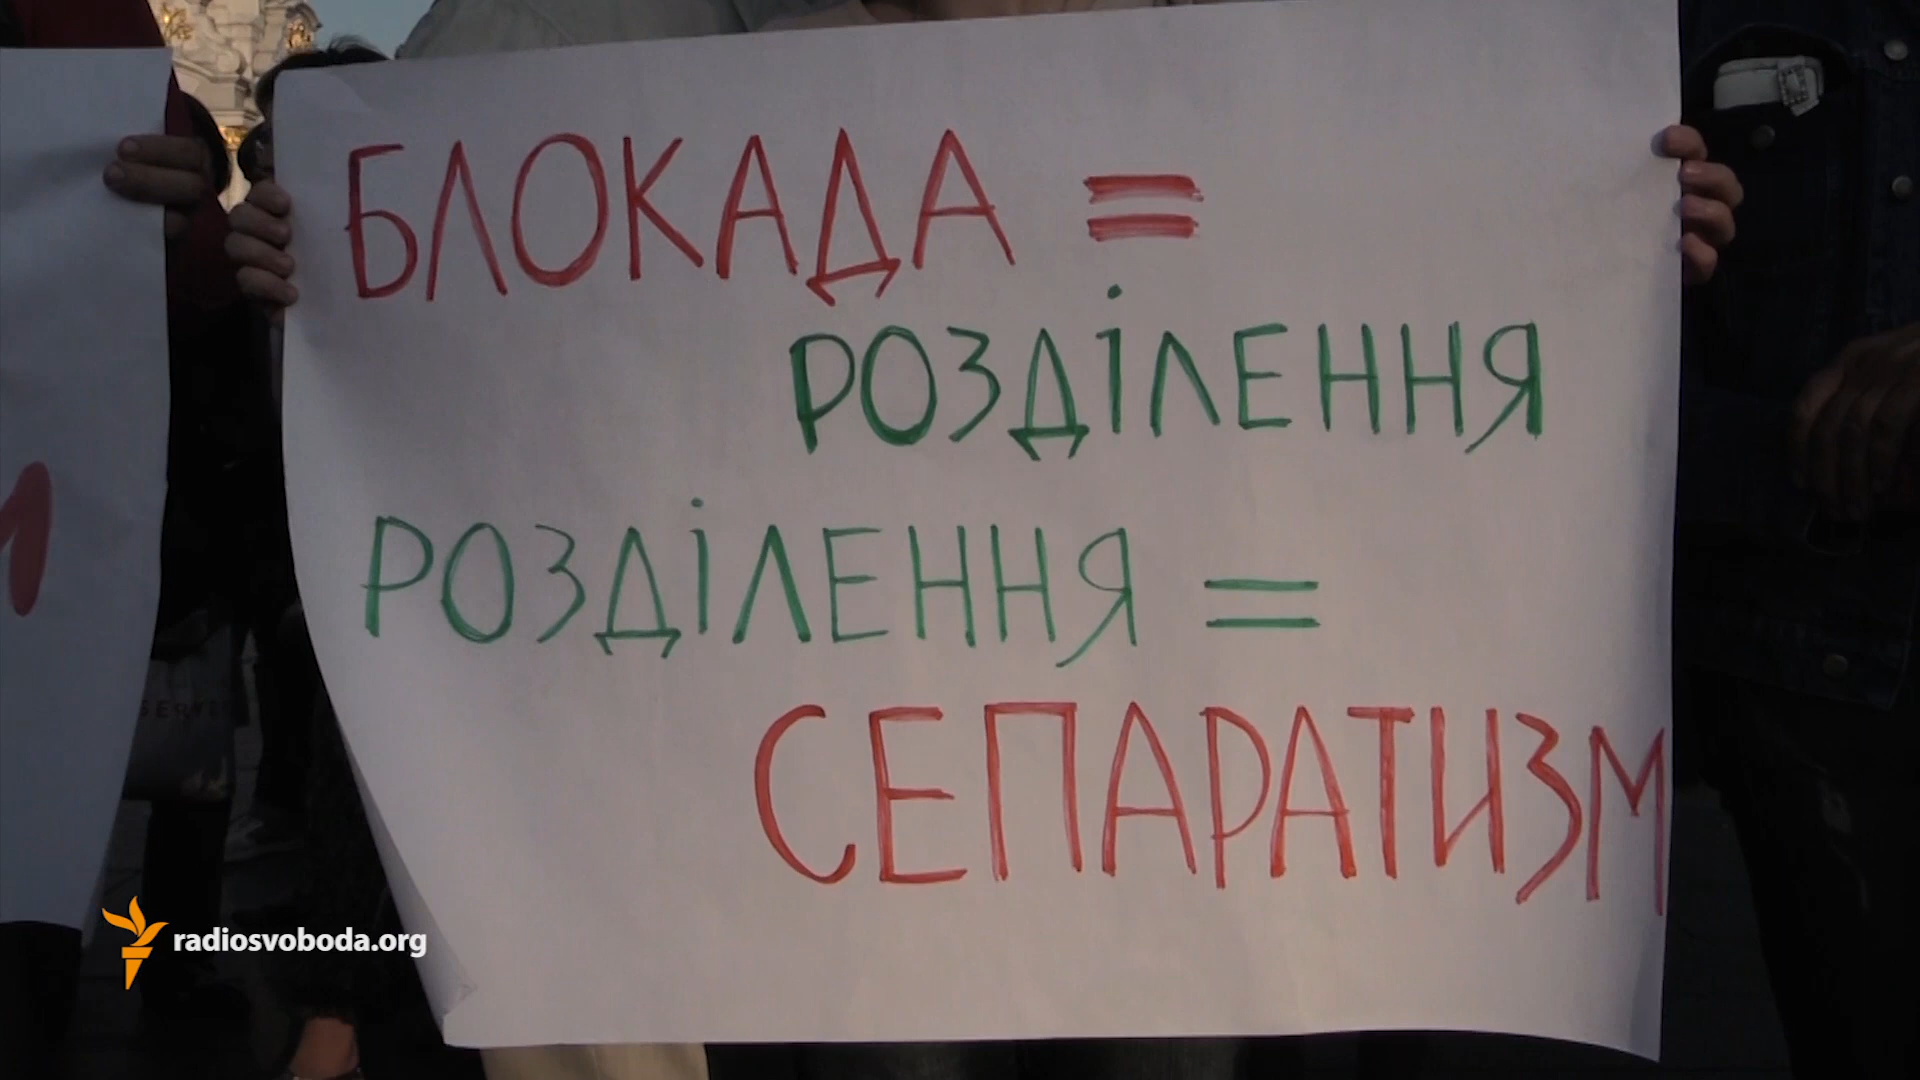 БЛОКАДА =
РОЗДІЛЕННЯ
РОЗДІЛЕННЯ =
СЕПАРАТИЗМ
radiosvoboda.org